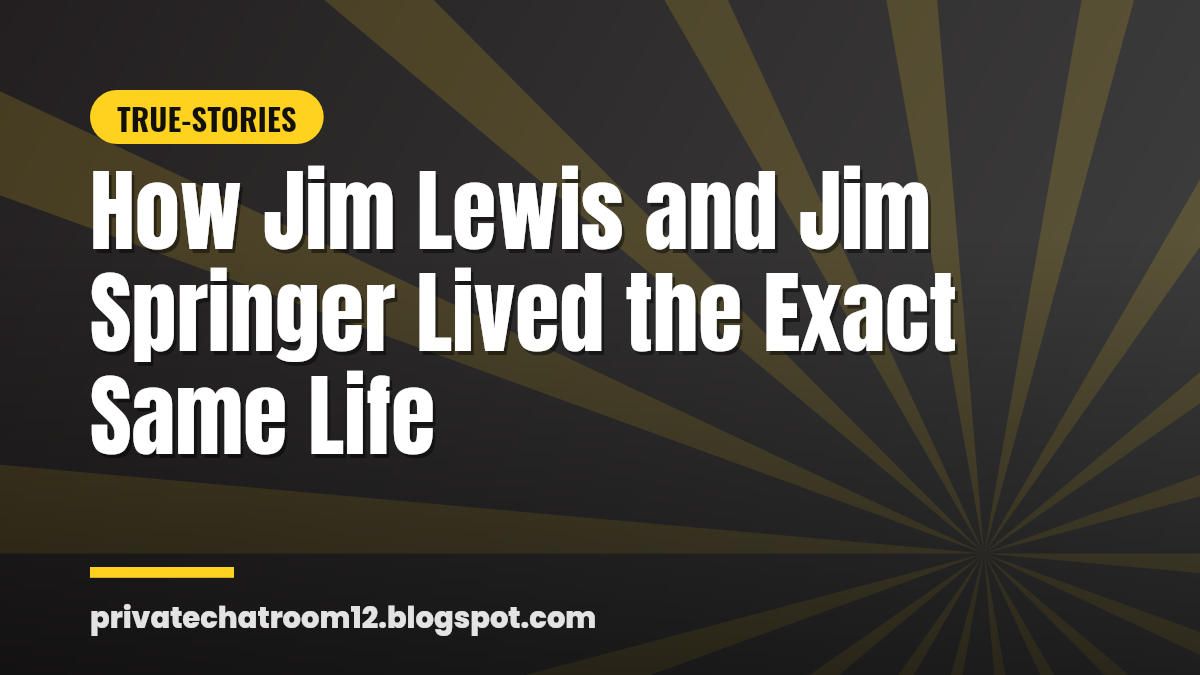 TRUE-STORIES
How Jim Lewis and Jim
Springer Lived the Exact
Same Life
privatechatroom12.blogspot.com